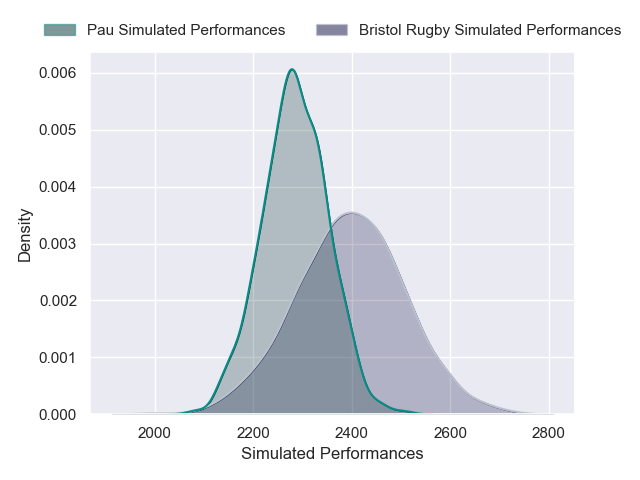 Pau Simulated Performances
Bristol Rugby Simulated Performances
0.006
0.005
0.004
0.003
0.002
0.001
0.000
Density
2000 2200 2400 2600 2800
Simulated Performances